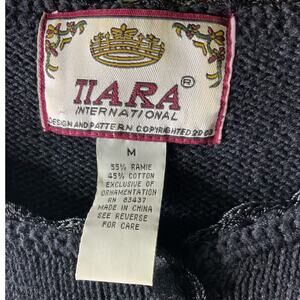 TIARA ®
INTERNATIONAL
DESIGN AND PATTERN COPYRIGHTED 2003
M
55% RAMIE
45% COTTON
EXCLUSIVE OF
ORNAMENTATION
RN 83437
MADE IN CHINA
SEE REVERSE
FOR CARE